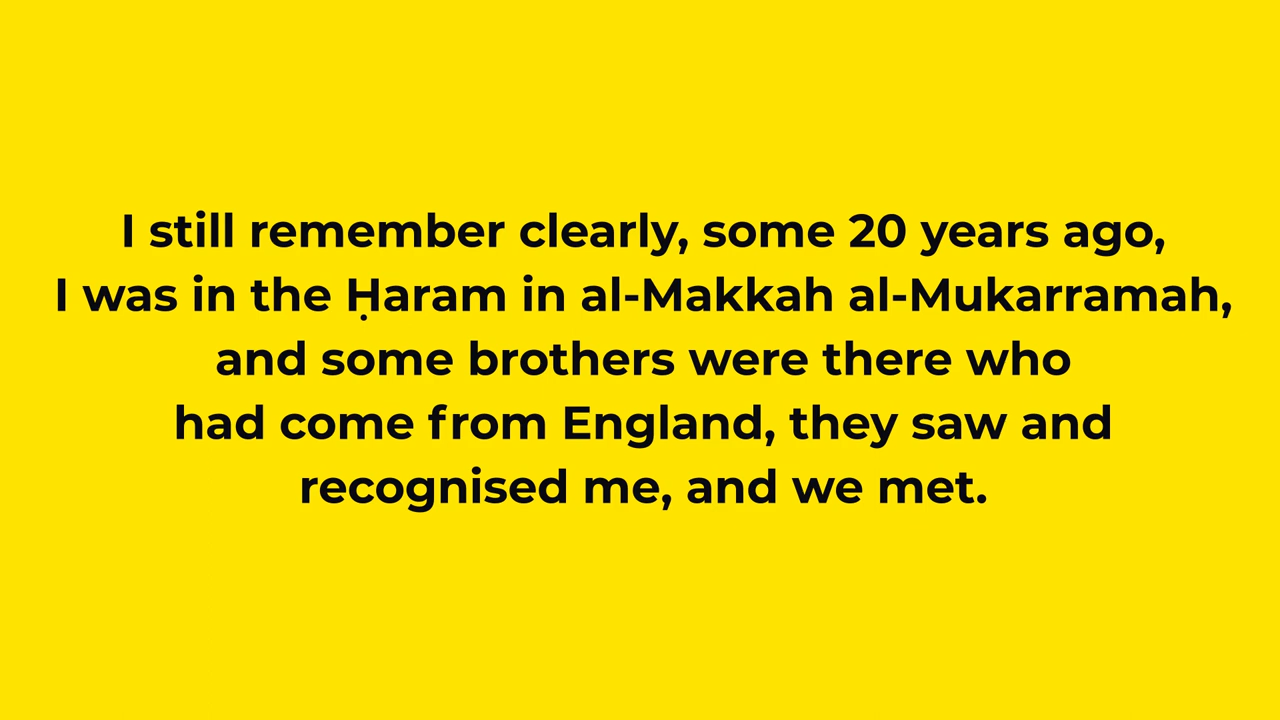 I still remember clearly, some 20 years ago,
I was in the Ḥaram in al-Makkah al-Mukarramah,
and some brothers were there who
had come from England, they saw and
recognised me, and we met.